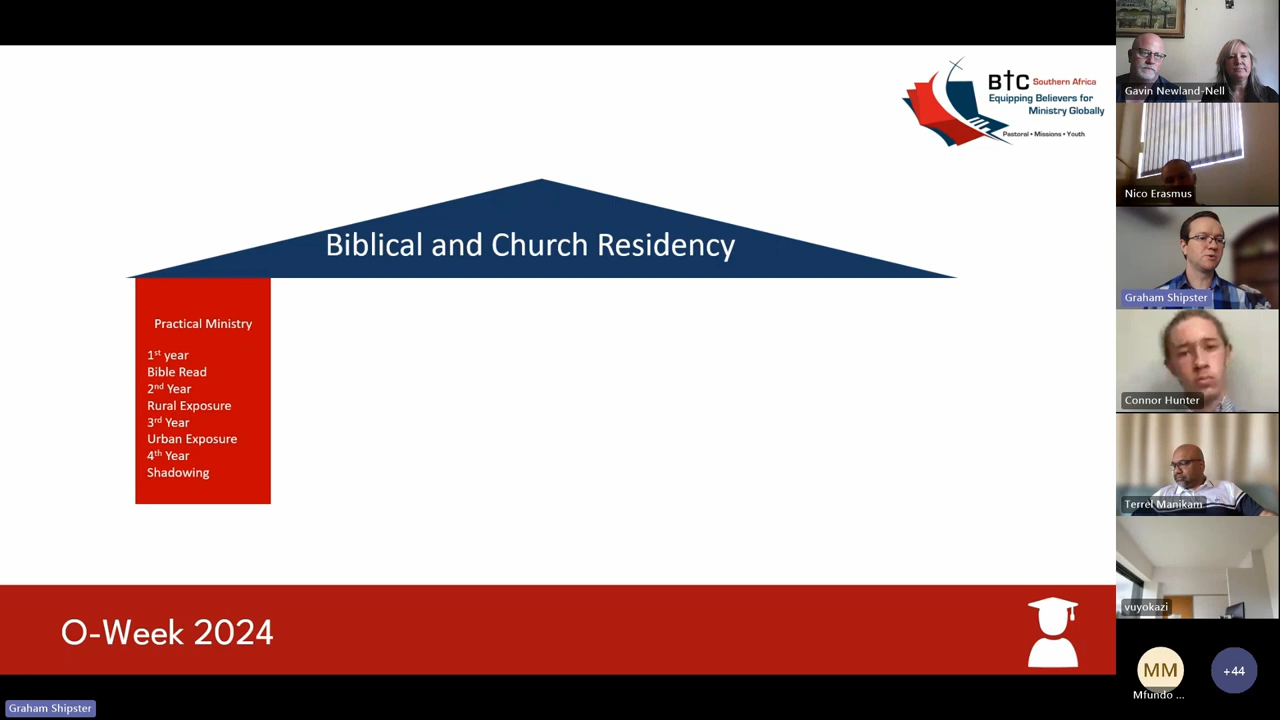 BTC Southern Africa
Equipping Believers for
Ministry Globally
Pastoral • Missions • Youth
Biblical and Church Residency
Practical Ministry
1st year
Bible Read
2nd Year
Rural Exposure
3rd Year
Urban Exposure
4th Year
Shadowing
O-Week 2024
Graham Shipster
Gavin Newland-Nell
Nico Erasmus
Graham Shipster
Connor Hunter
Terrel Manikam
vuyokazi
MM
Mfundo ...
+44